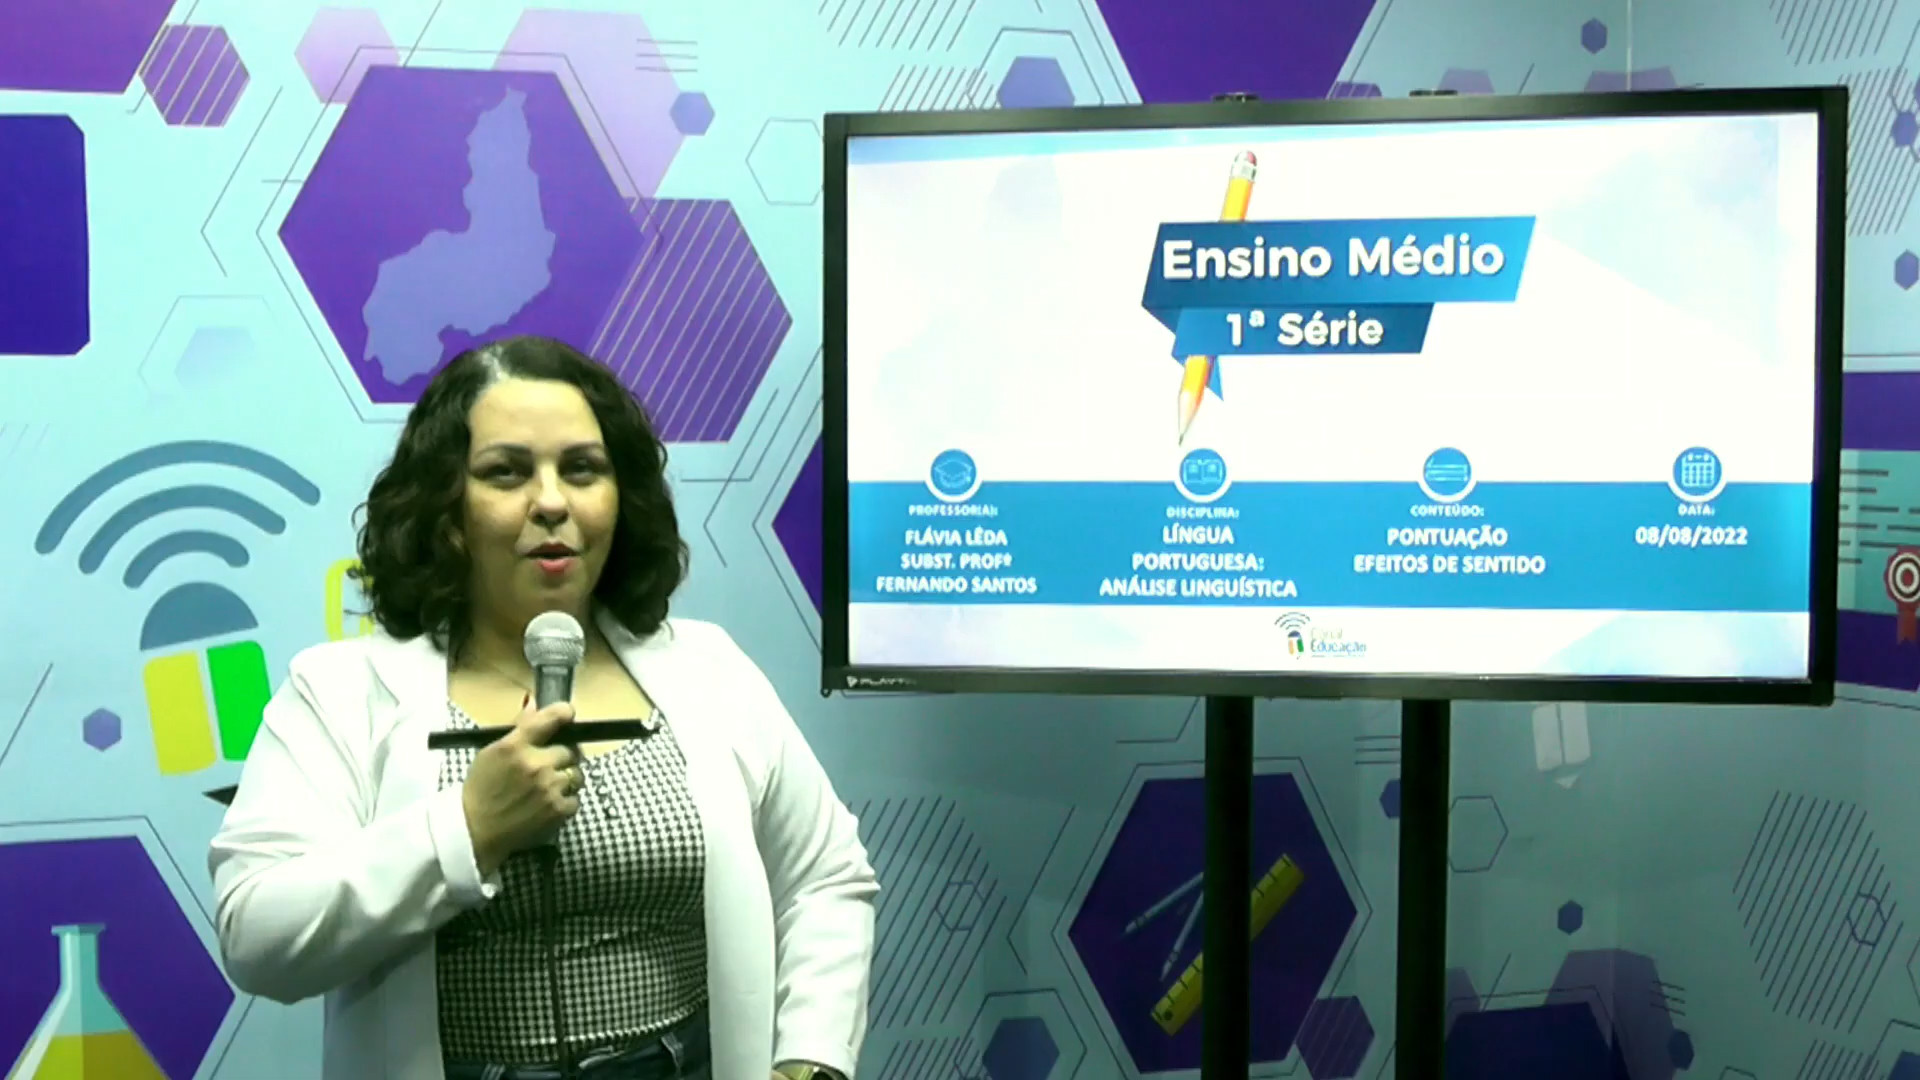 Ensino Médio
1ª Série
PROFESSOR(A):
FLÁVIA LÊDA
SUBST. PROFº
FERNANDO SANTOS
DISCIPLINA:
LÍNGUA
PORTUGUESA:
ANÁLISE LINGUÍSTICA
CONTEÚDO:
PONTUAÇÃO
EFEITOS DE SENTIDO
DATA:
08/08/2022
Canal
Educação